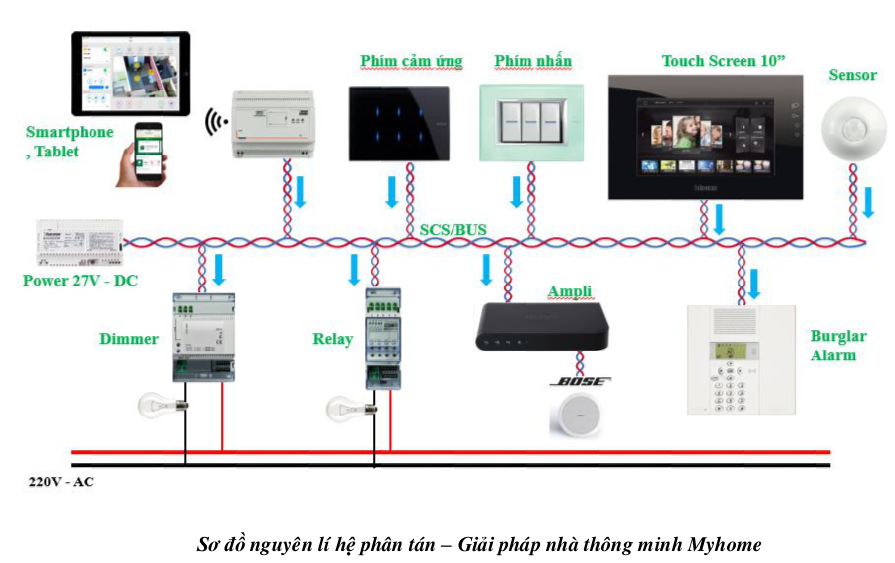 Phím cảm ứng
Phím nhấn
Touch Screen 10”
Sensor
Smartphone
, Tablet
SCS/BUS
Power 27V - DC
Ampli
Dimmer
Relay
BOSE
Burglar
Alarm
220V - AC
Sơ đồ nguyên lí hệ phân tán – Giải pháp nhà thông minh Myhome